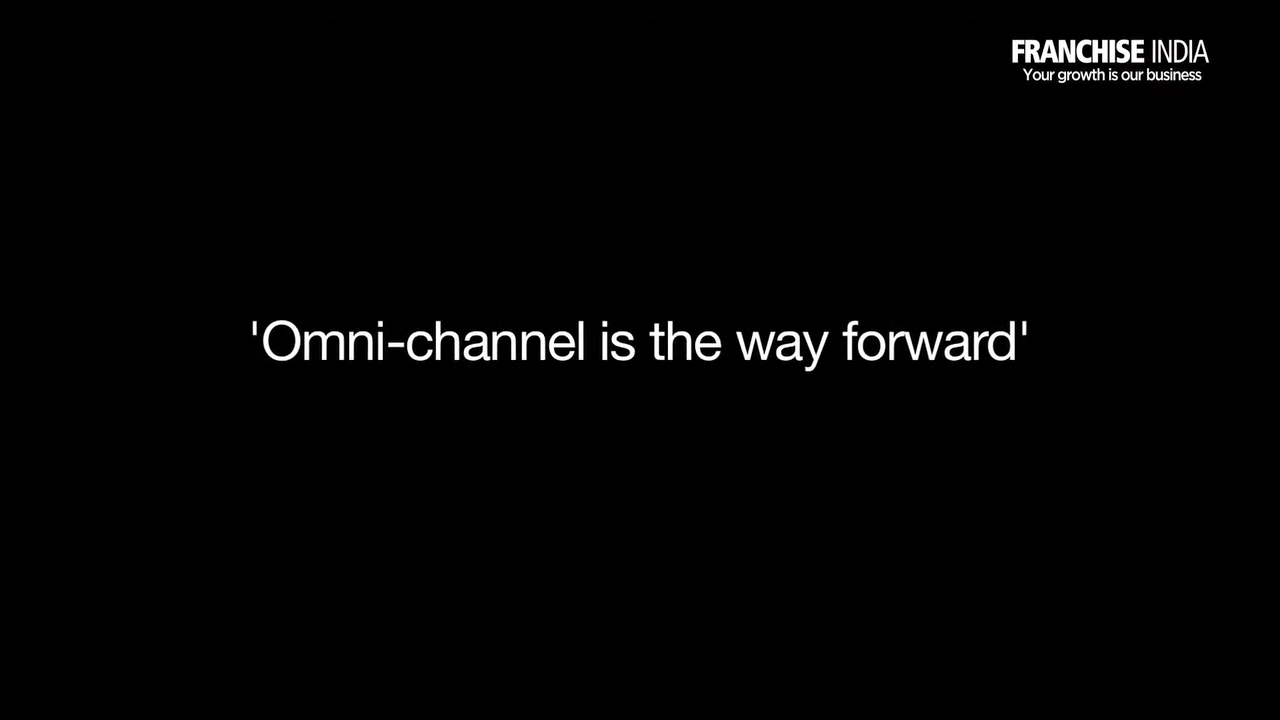 FRANCHISE INDIA
Your growth is our business
'Omni-channel is the way forward'